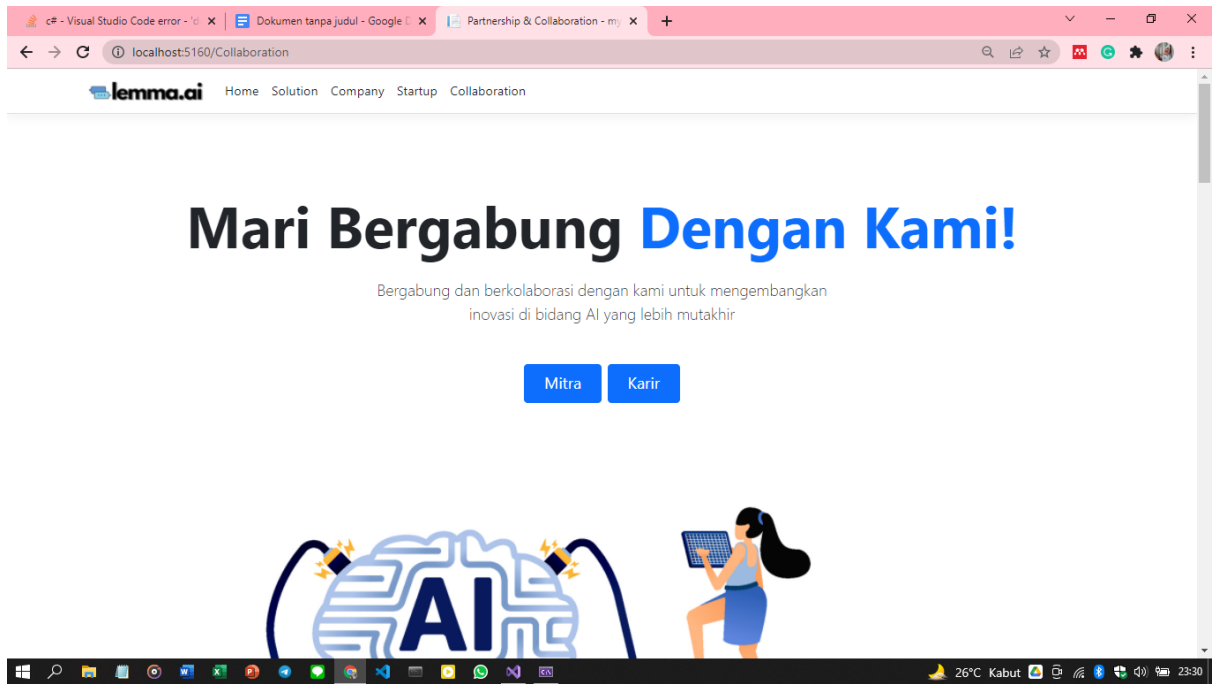 c# - Visual Studio Code error - 'd
Dokumen tanpa judul - Google D
Partnership & Collaboration - my
localhost:5160/Collaboration
lemma.ai
Home Solution Company Startup Collaboration
Mari Bergabung Dengan Kami!
Bergabung dan berkolaborasi dengan kami untuk mengembangkan
inovasi di bidang AI yang lebih mutakhir
Mitra Karir
AI
26°C Kabut 23:30